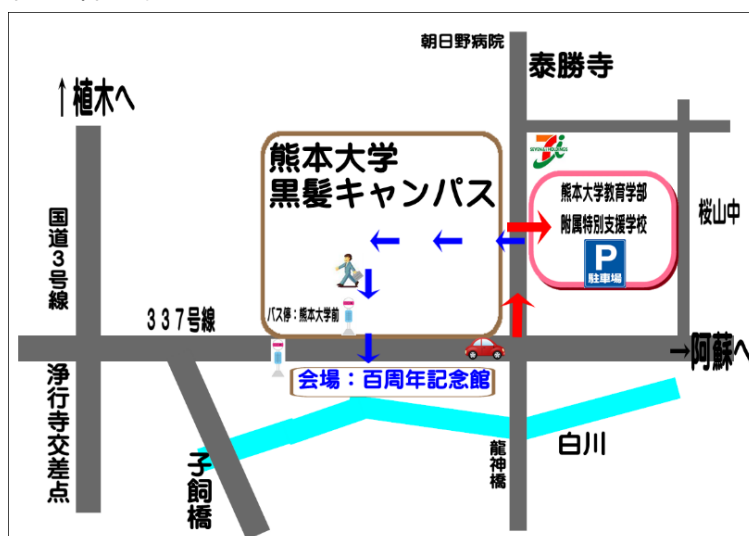 朝日野病院
泰勝寺
↑植木へ
熊本大学
黒髪キャンパス
SEVEN&i HOLDINGS
熊本大学教育学部
附属特別支援学校
P
駐車場
桜山中
国道3号線
バス停：熊本大学前
337号線
→阿蘇へ
会場：百周年記念館
浄行寺交差点
子飼橋
龍神橋
白川